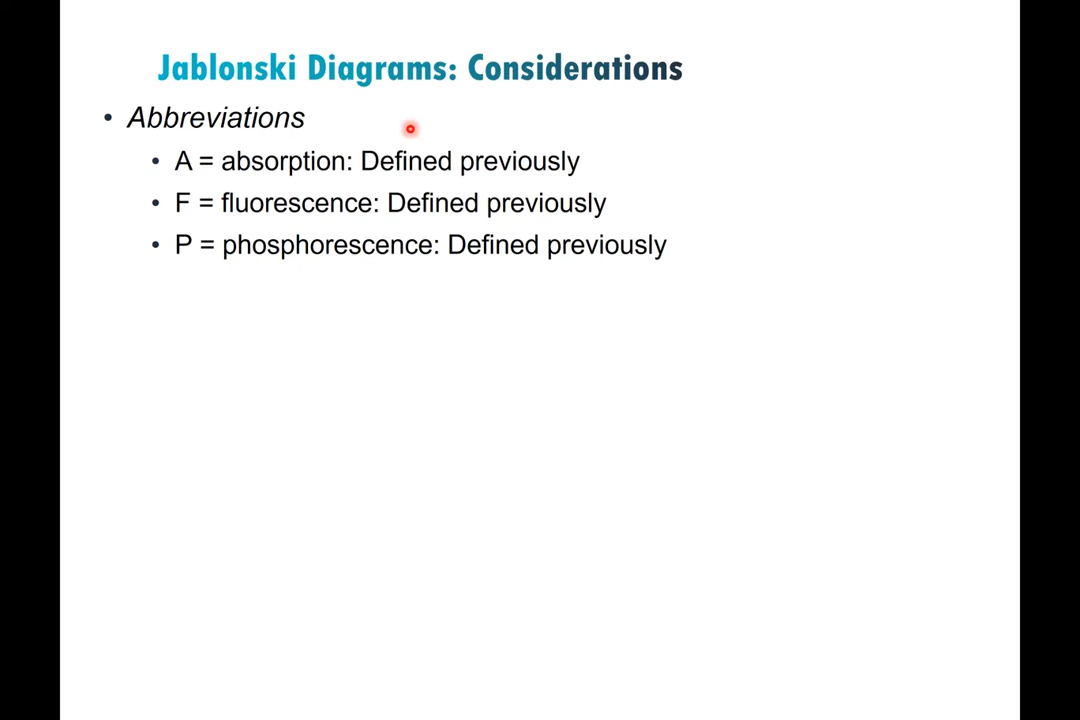 Jablonski Diagrams: Considerations
• Abbreviations
• A = absorption: Defined previously
• F = fluorescence: Defined previously
• P = phosphorescence: Defined previously